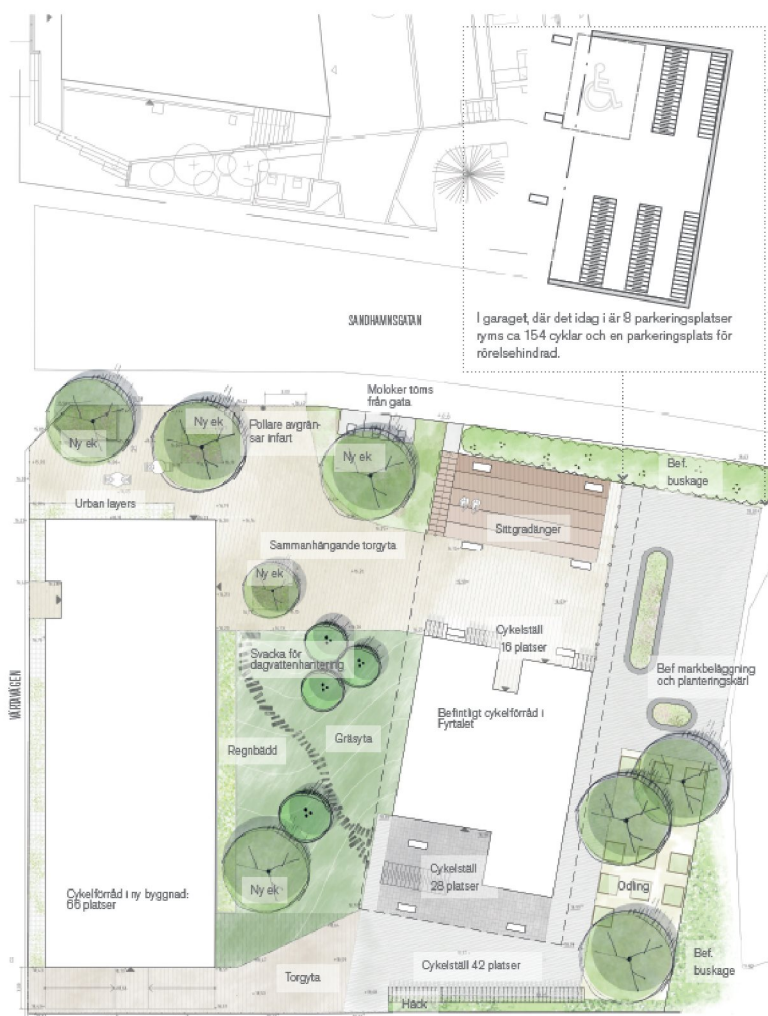 SANDHAMNSGATAN
I garaget, där det idag i är 8 parkeringsplatser
ryms ca 154 cyklar och en parkeringsplats för
rörelsehindrad.
Moloker töms
från gata
Ny ek
Ny ek
Pollare avgrän-
sar infart
Ny ek
Bef.
buskage
Urban layers
Sittgradänger
Sammanhängande torgyta
Ny ek
Cykelställ
16 platser
Svacka för
dagvattenhantering
Bef markbeläggning
och planteringskärl
VÄRTAVÄGEN
Befintligt cykelförråd i
Fyrtalet
Gräsyta
Regnbädd
Cykelställ
28 platser
Ny ek
Odling
Cykelförråd i ny byggnad:
66 platser
Cykelställ 42 platser
Bef.
buskage
Torgyta
Häck